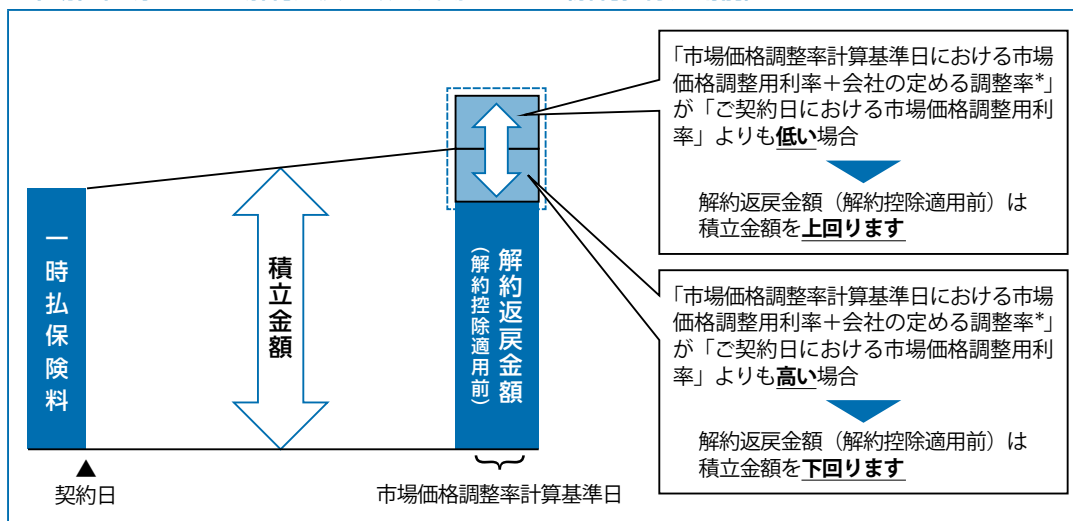 「市場価格調整率計算基準日における市場
価格調整用利率＋会社の定める調整率*」
が「ご契約日における市場価格調整用利
率」よりも低い場合
解約返戻金額（解約控除適用前）は
積立金額を上回ります
一時払保険料
積立金額
解約返戻金額
（解約控除適用前）
「市場価格調整率計算基準日における市場
価格調整用利率＋会社の定める調整率*」
が「ご契約日における市場価格調整用利
率」よりも高い場合
解約返戻金額（解約控除適用前）は
積立金額を下回ります
▲
契約日
市場価格調整率計算基準日